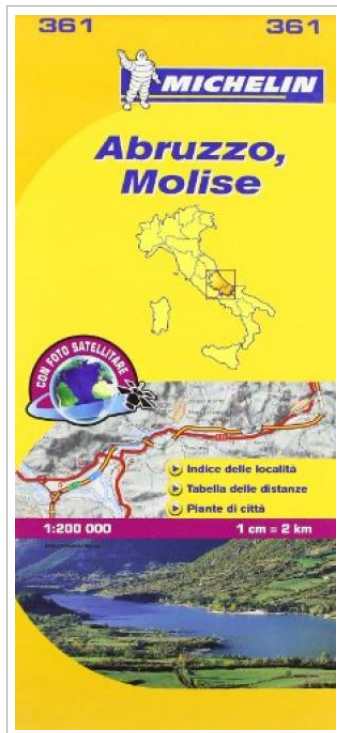 361 361
MICHELIN
Abruzzo,
Molise
CON FOTO SATELLITARE
Indice delle località
Tabella delle distanze
Piante di città
1:200 000 1 cm = 2 km